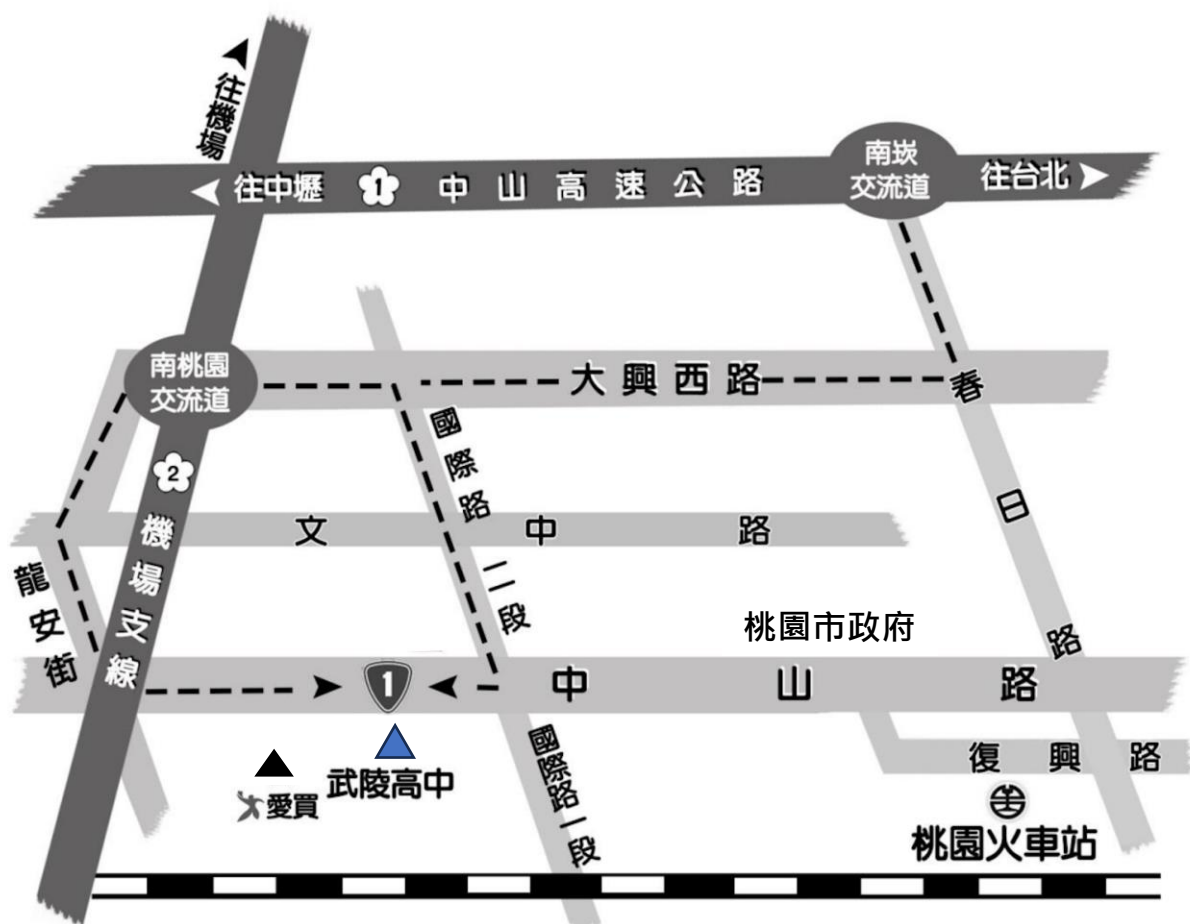 往機場
往中壢
1
中山高速公路
南崁
交流道
往台北
南桃園
交流道
大興西路
春日路
國際路二段
2
機場支線
文中路
龍安街
桃園市政府
1
中山路
國際路一段
復興路
愛買
武陵高中
桃園火車站